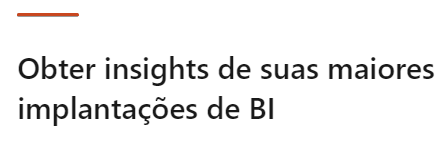 Obter insights de suas maiores
implantações de BI